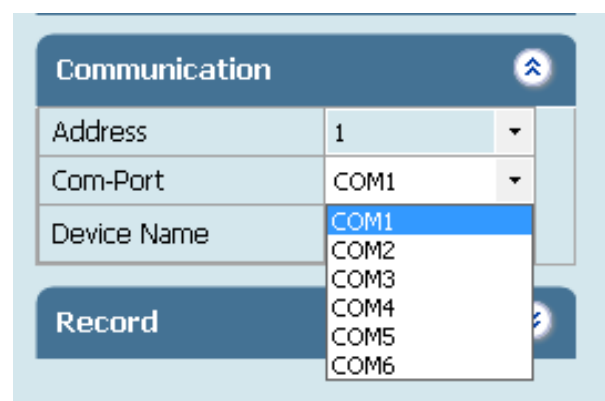 Communication
Address 1
Com-Port COM1
Device Name COM1
COM2
COM3
COM4
Record COM5
COM6